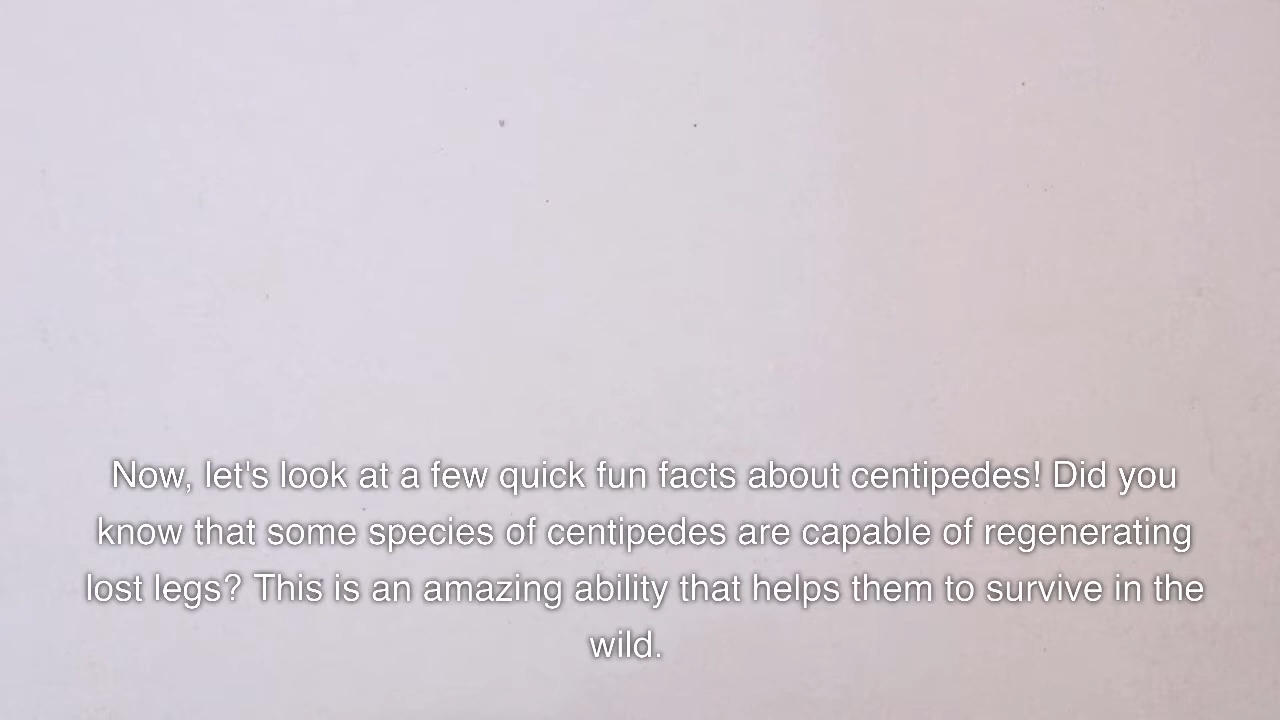 Now, let's look at a few quick fun facts about centipedes! Did you
know that some species of centipedes are capable of regenerating
lost legs? This is an amazing ability that helps them to survive in the
wild.